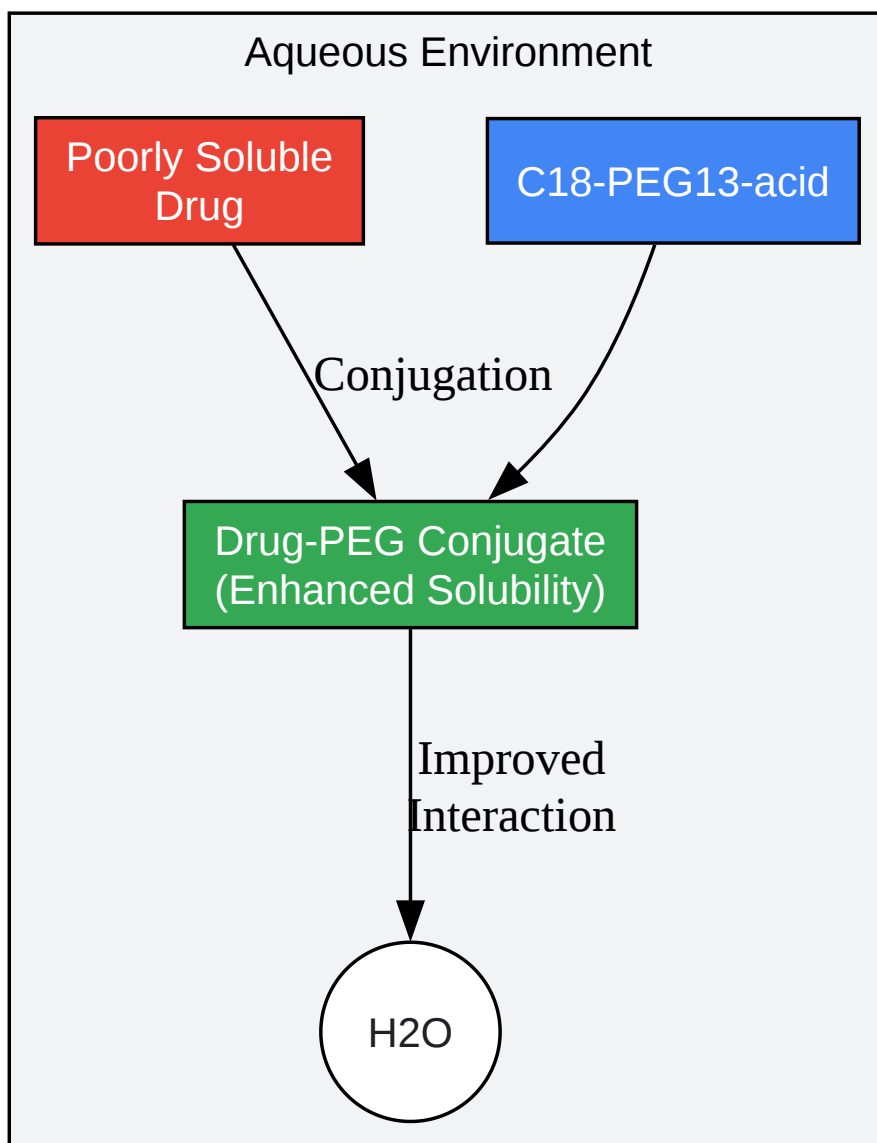 Aqueous Environment
Poorly Soluble
Drug
C18-PEG13-acid
Conjugation
Drug-PEG Conjugate
(Enhanced Solubility)
Improved
Interaction
H2O